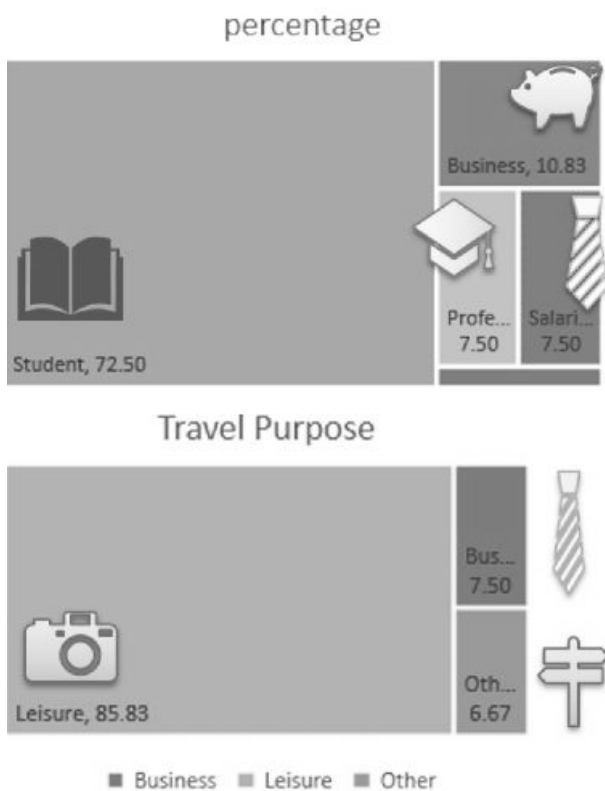 percentage
Business, 10.83
Profe...
7.50
Salari...
7.50
Student, 72.50
Travel Purpose
Bus...
7.50
Leisure, 85.83
Oth...
6.67
Business Leisure Other